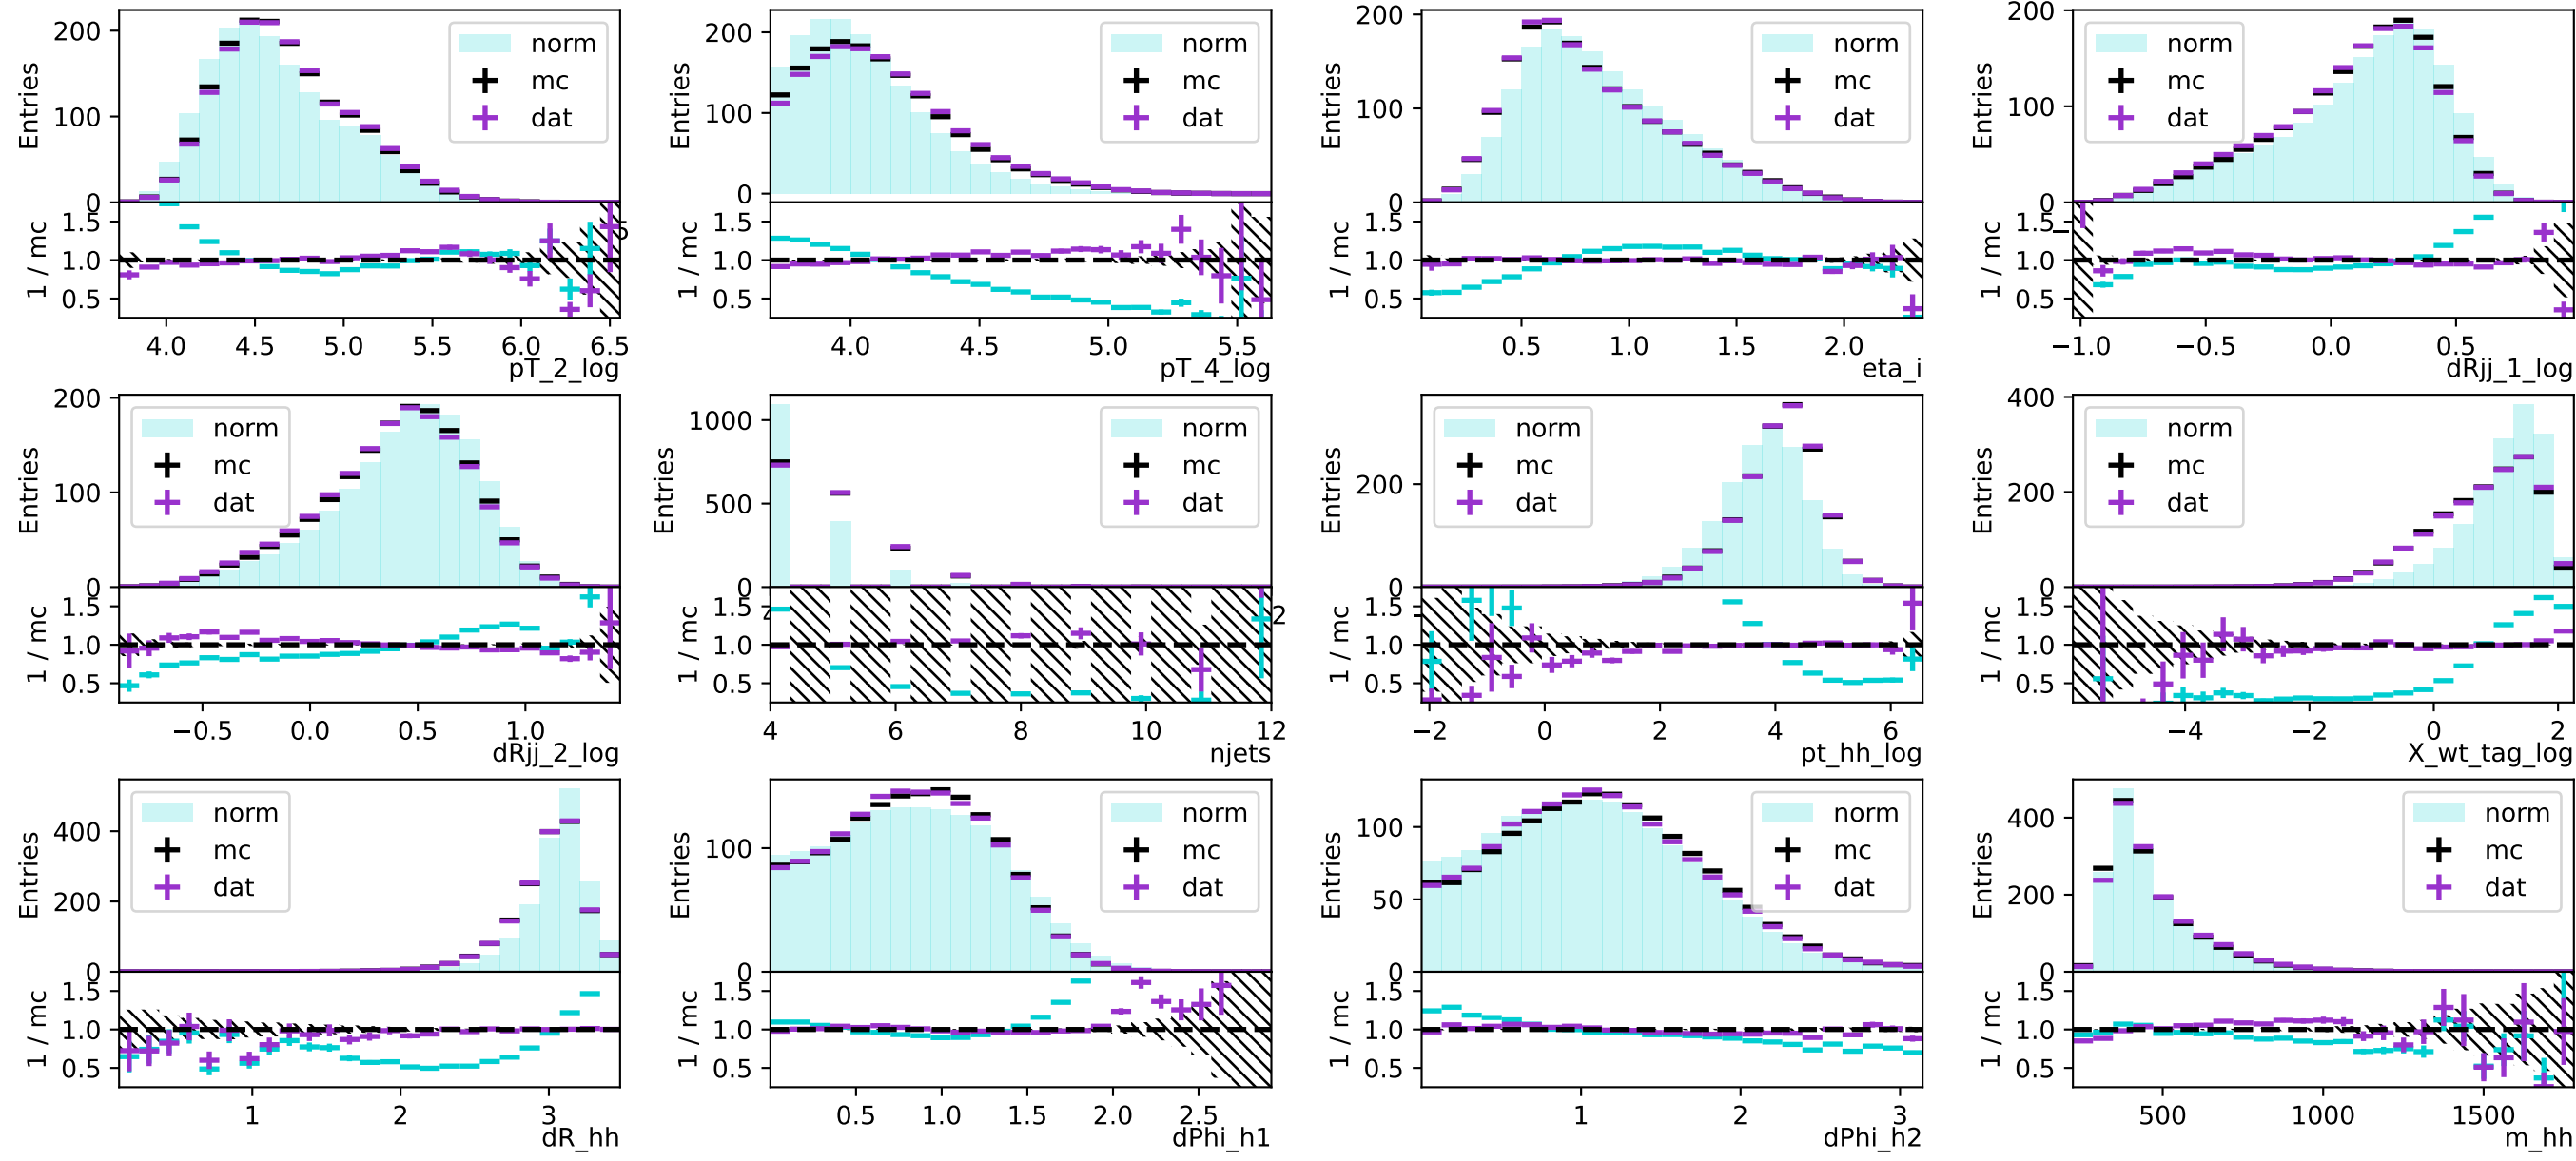 200
100
0
Entries
norm
mc
dat
1.5
1.0
0.5
1 / mc
4.0 4.5 5.0 5.5 6.0 6.5
pT_2_log
200
100
0
Entries
norm
mc
dat
1.5
1.0
0.5
1 / mc
4.0 4.5 5.0 5.5
pT_4_log
200
100
0
Entries
norm
mc
dat
1.5
1.0
0.5
1 / mc
0.5 1.0 1.5 2.0
eta_i
200
100
0
Entries
norm
mc
dat
1.5
1.0
0.5
1 / mc
−1.0 −0.5 0.0 0.5
dRjj_1_log
200
100
0
Entries
norm
mc
dat
1.5
1.0
0.5
1 / mc
−0.5 0.0 0.5 1.0
dRjj_2_log
1000
500
0
Entries
norm
mc
dat
1.5
1.0
0.5
1 / mc
4 6 8 10 12
njets
200
0
Entries
norm
mc
dat
1.5
1.0
0.5
1 / mc
−2 0 2 4 6
pt_hh_log
400
200
0
Entries
norm
mc
dat
1.5
1.0
0.5
1 / mc
−4 −2 0 2
X_wt_tag_log
400
200
0
Entries
norm
mc
dat
1.5
1.0
0.5
1 / mc
1 2 3
dR_hh
100
0
Entries
norm
mc
dat
1.5
1.0
0.5
1 / mc
0.5 1.0 1.5 2.0 2.5
dPhi_h1
100
50
0
Entries
norm
mc
dat
1.5
1.0
0.5
1 / mc
1 2 3
dPhi_h2
400
200
0
Entries
norm
mc
dat
1.5
1.0
0.5
1 / mc
500 1000 1500
m_hh